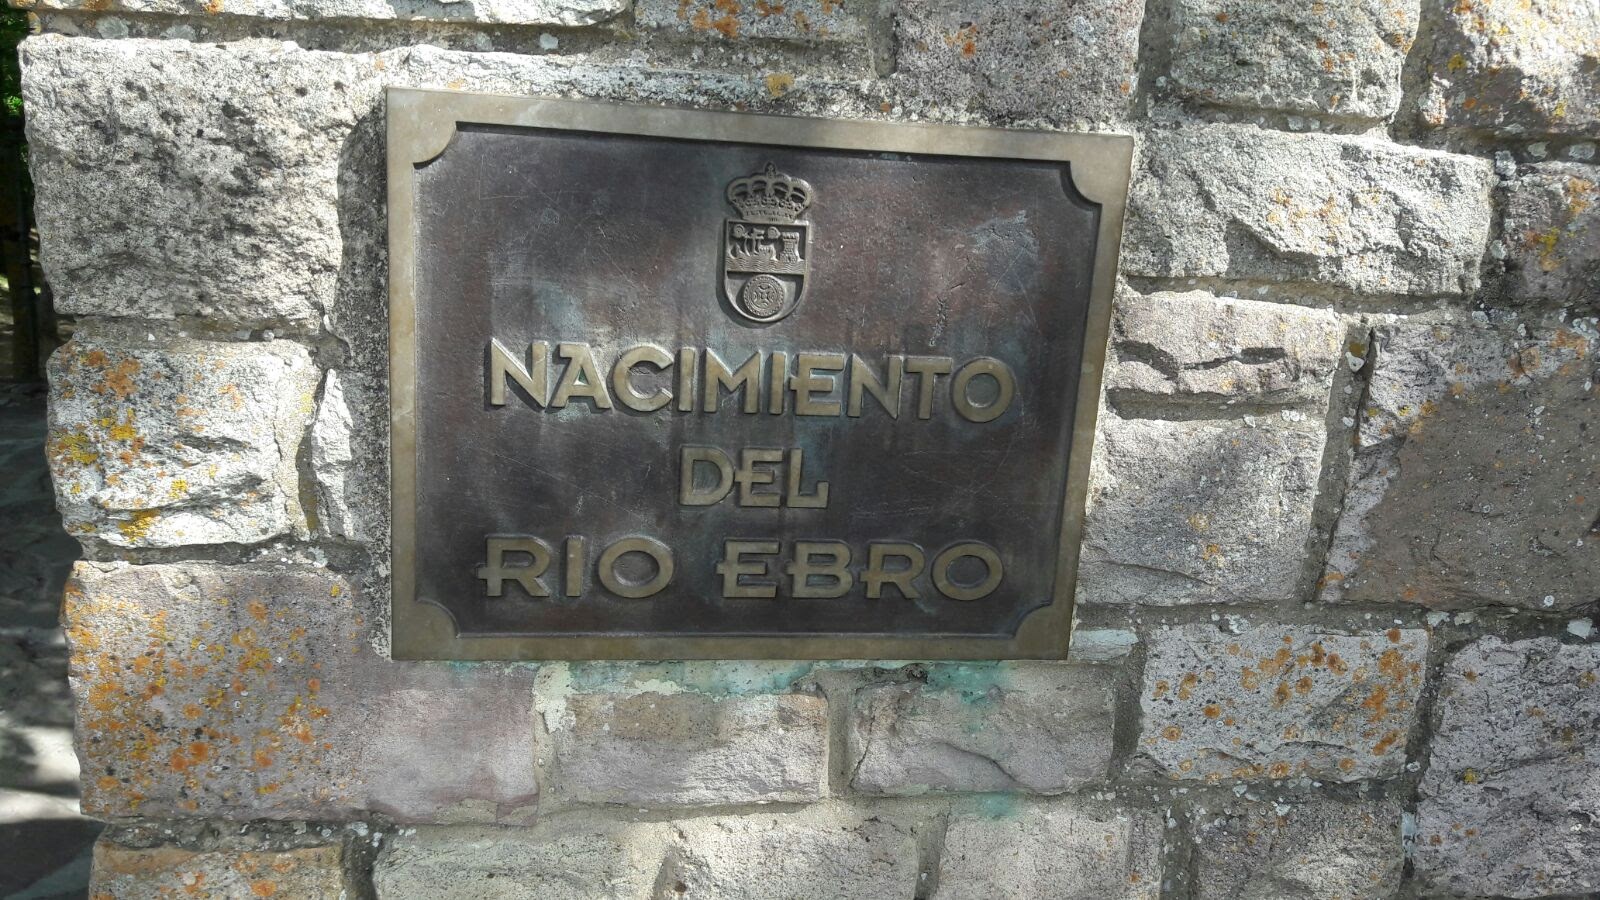 NACIMIENTO
DEL
RIO EBRO